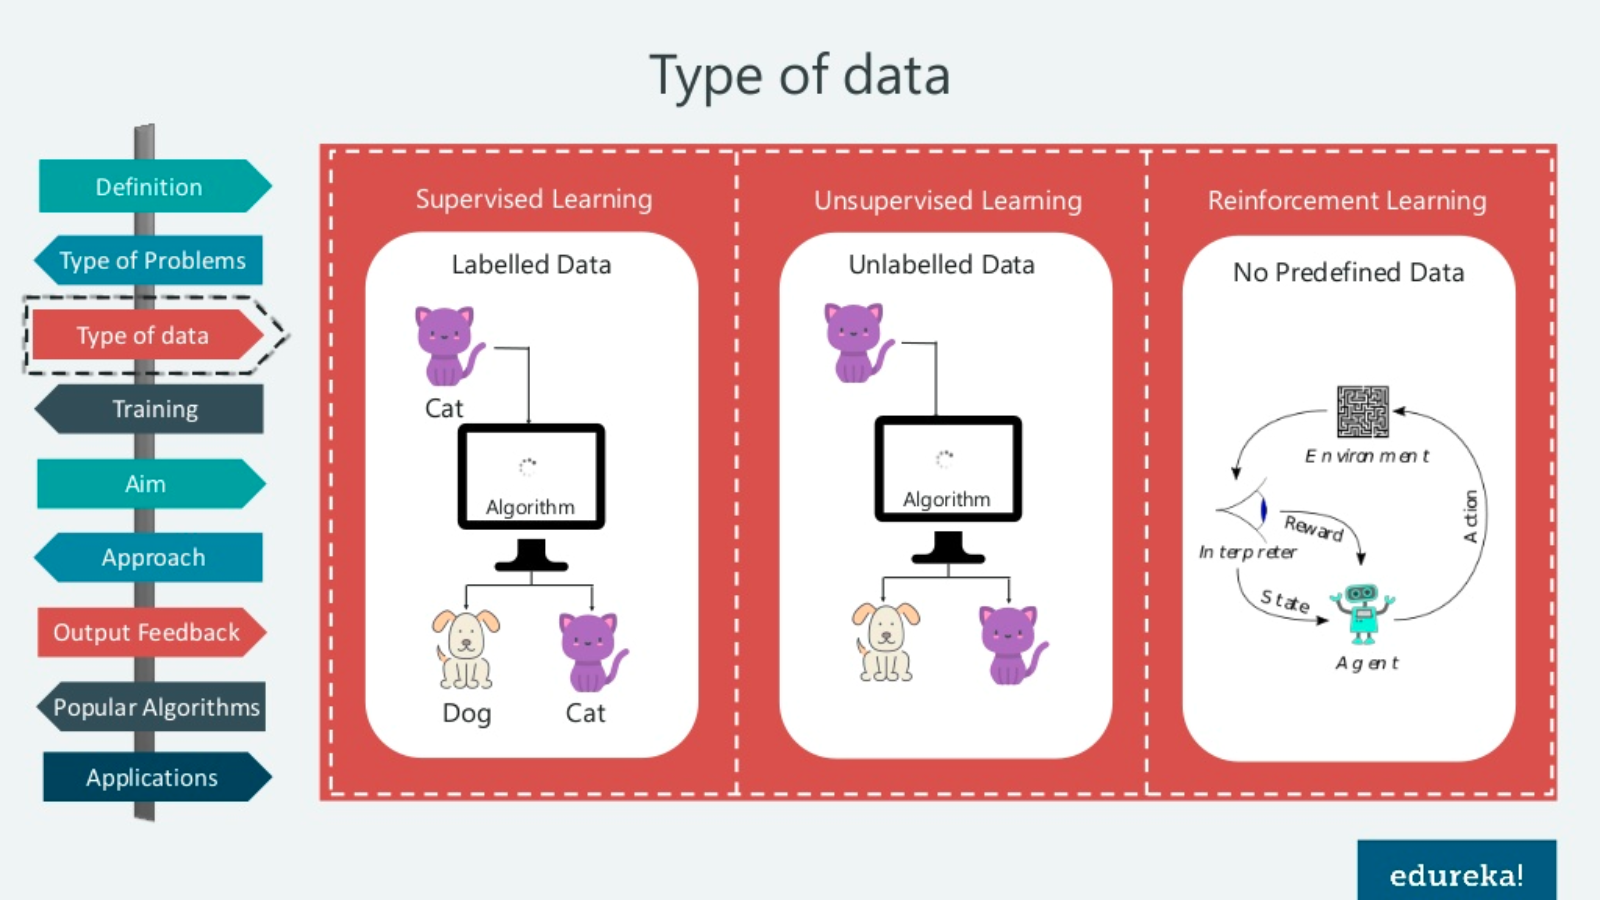 Type of data
Definition
Type of Problems
Type of data
Training
Aim
Approach
Output Feedback
Popular Algorithms
Applications
Supervised Learning
Labelled Data
Cat
Algorithm
Dog
Cat
Unsupervised Learning
Unlabelled Data
Algorithm
Reinforcement Learning
No Predefined Data
Environment
Reward
Interpreter
State
Action
Agent
edureka!